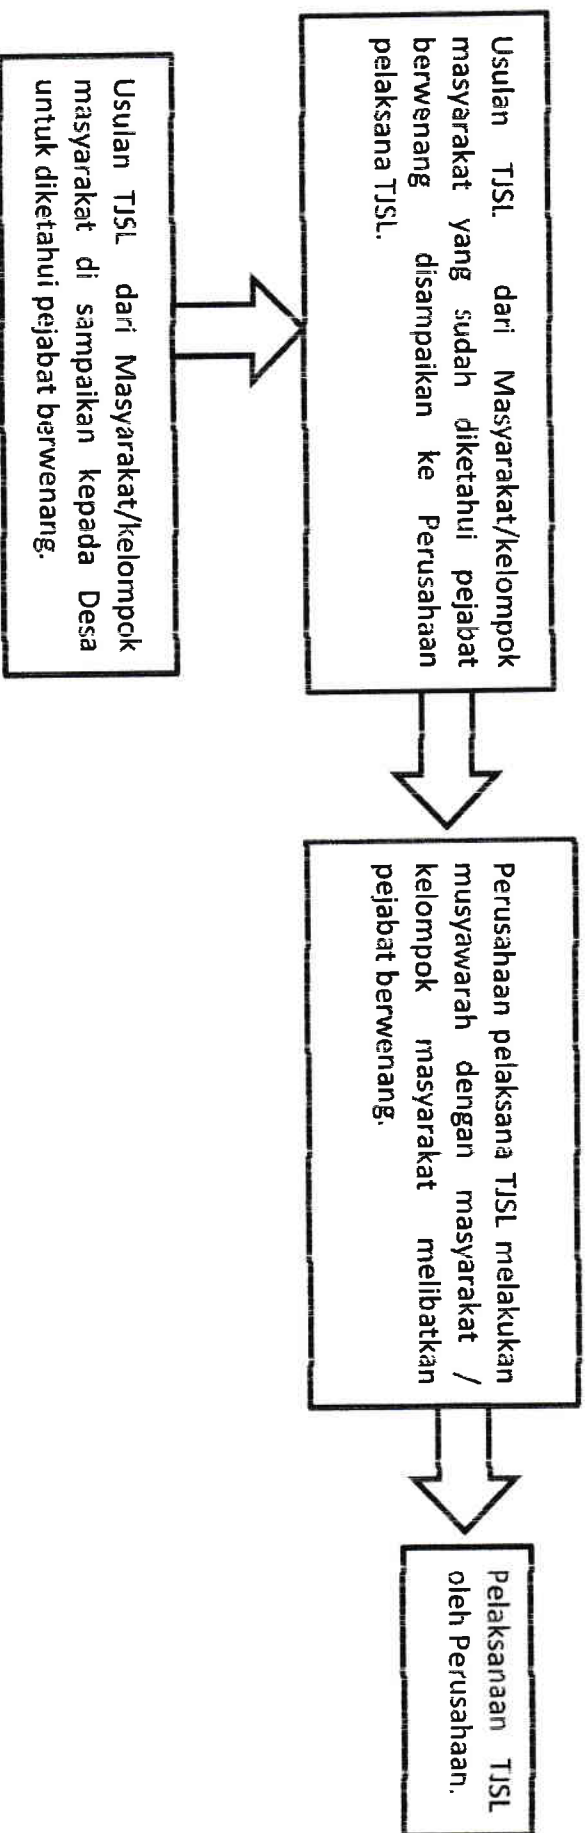 Usulan TJSL dari Masyarakat/kelompok
masyarakat yang sudah diketahui pejabat
berwenang disampaikan ke Perusahaan
pelaksana TJSL.
Perusahaan pelaksana TJSL melakukan
musyawarah dengan masyarakat /
kelompok masyarakat melibatkan
pejabat berwenang.
Pelaksanaan TJSL
oleh Perusahaan.
Usulan TJSL dari Masyarakat/kelompok
masyarakat di sampaikan kepada Desa
untuk diketahui pejabat berwenang.